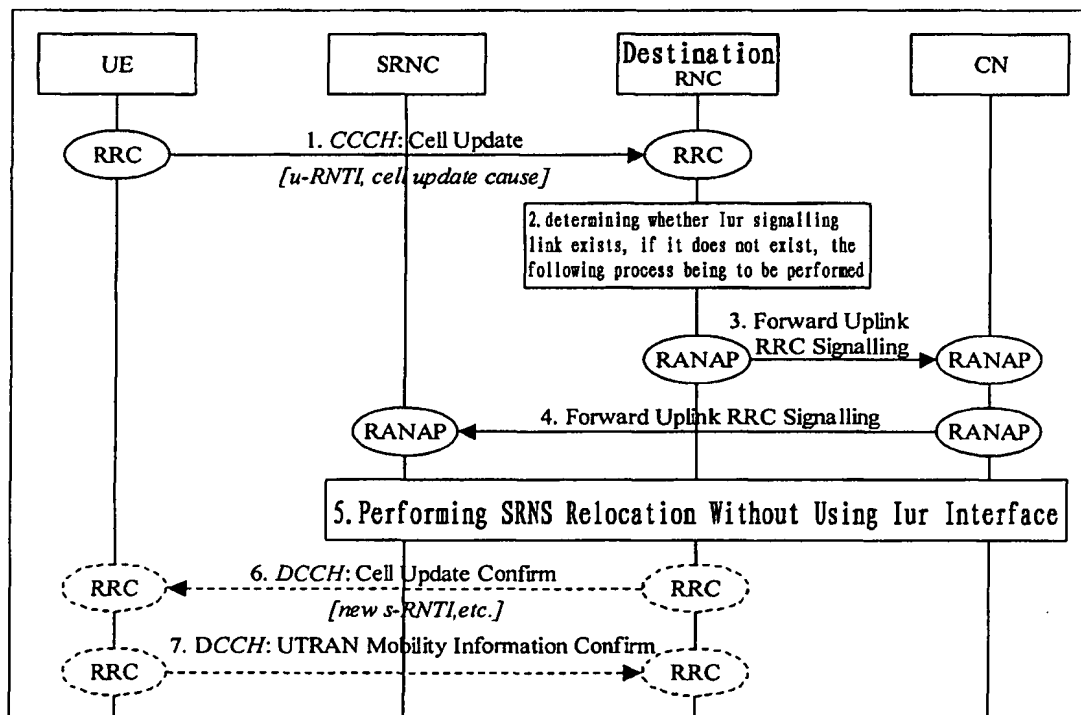 UE
SRNC
Destination
RNC
CN
1. CCCH: Cell Update
RRC
RRC
[u-RNTI, cell update cause]
2. determining whether Iur signalling
link exists, if it does not exist, the
following process being to be performed
3. Forward Uplink
RRC Signalling
RANAP
RANAP
4. Forward Uplink RRC Signalling
RANAP
RANAP
5. Performing SRNS Relocation Without Using Iur Interface
6. DCCH: Cell Update Confirm
RRC
RRC
[new s-RNTI,etc.]
7. DCCH: UTRAN Mobility Information Confirm
RRC
RRC